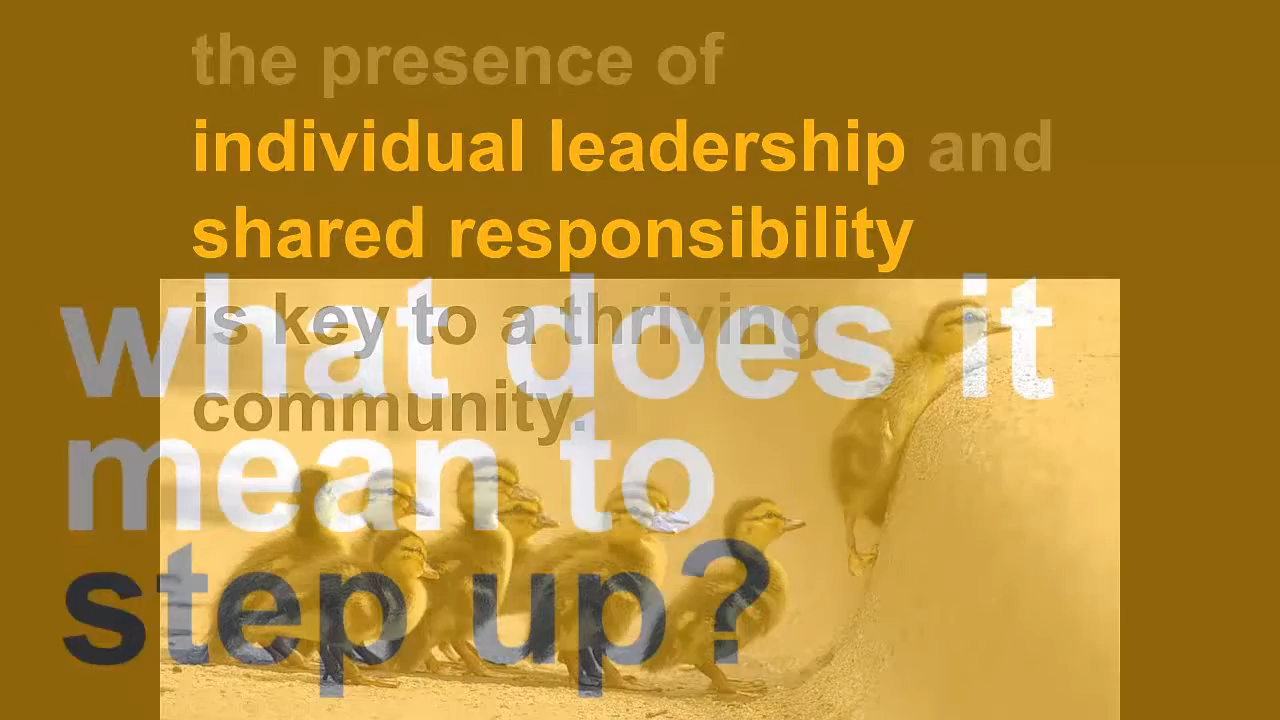 the presence of
individual leadership and
shared responsibility
is key to a thriving
community.
what does it
mean to
step up?